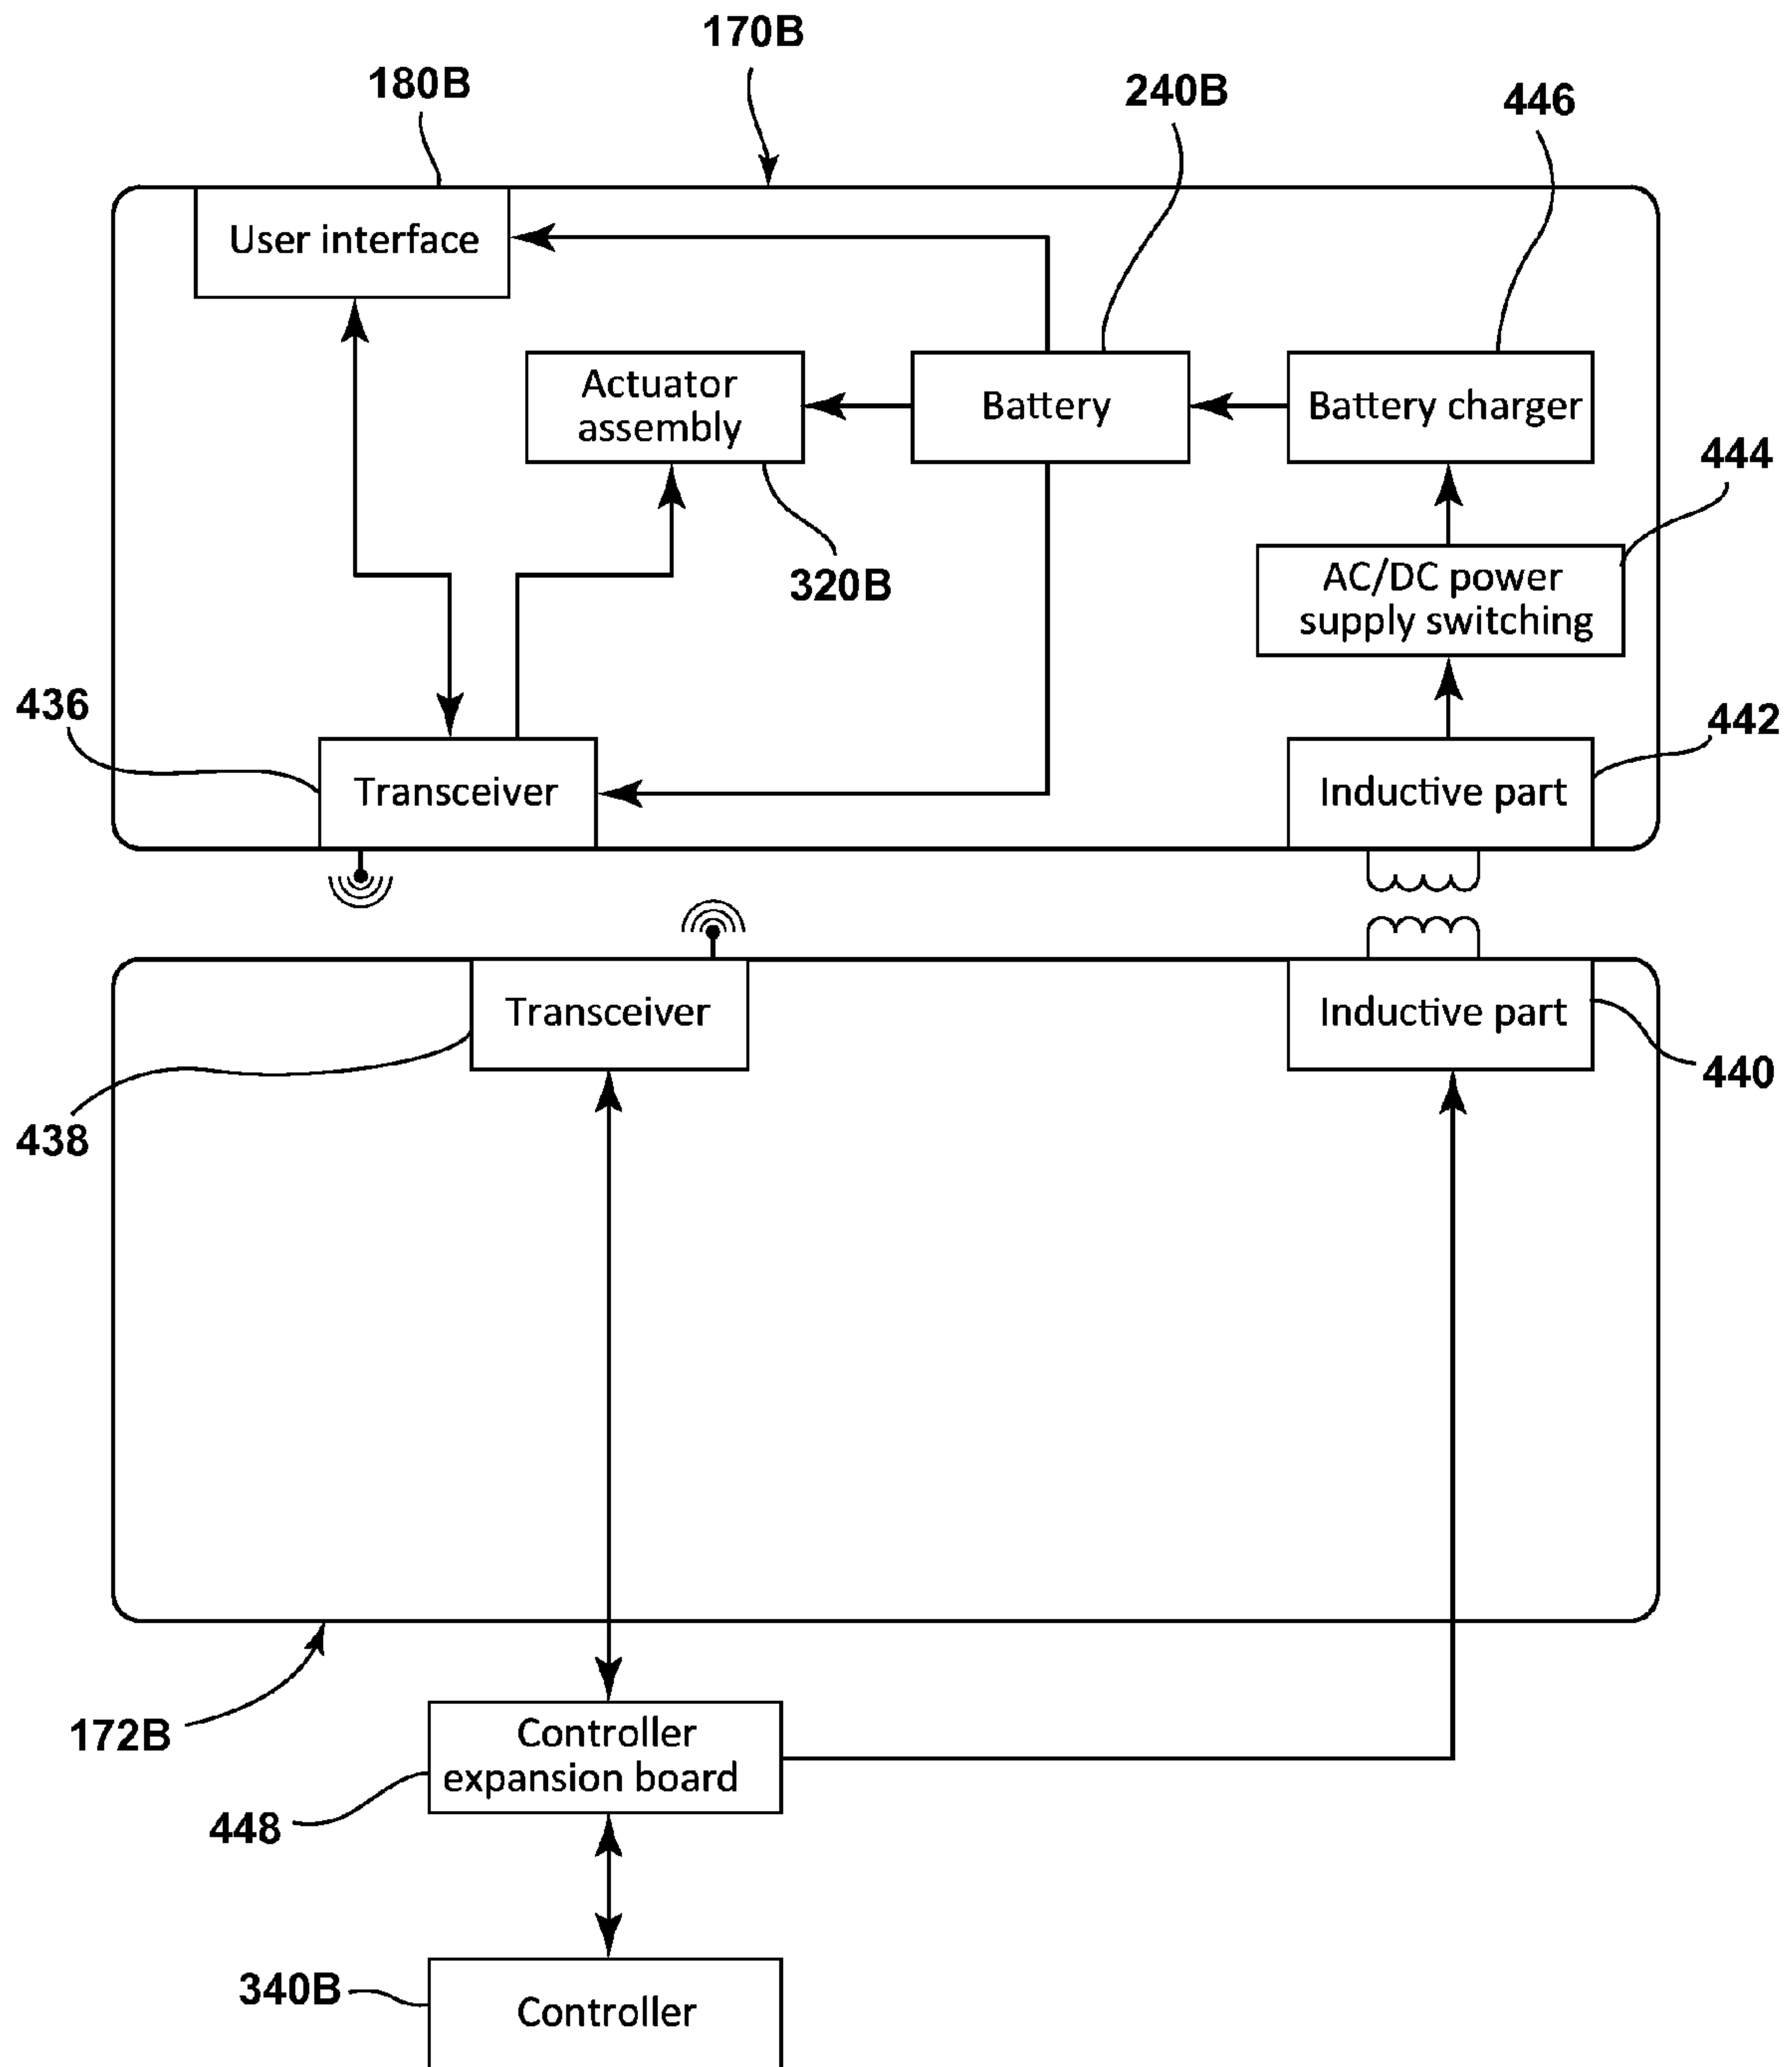 170B
180B
240B
446
User interface
Actuator
assembly
Battery
Battery charger
444
320B
AC/DC power
supply switching
436
442
Transceiver
Inductive part
Transceiver
Inductive part
440
438
172B
Controller
expansion board
448
340B
Controller